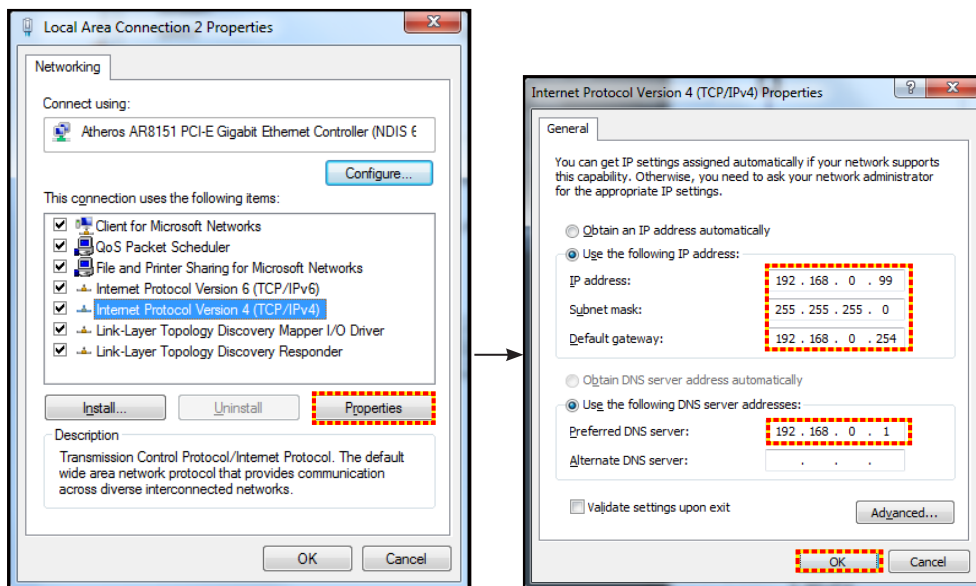 Local Area Connection 2 Properties
Networking
Connect using:
Atheros AR8151 PCI-E Gigabit Ethernet Controller (NDIS 6
Configure...
This connection uses the following items:
Client for Microsoft Networks
QoS Packet Scheduler
File and Printer Sharing for Microsoft Networks
Internet Protocol Version 6 (TCP/IPv6)
Internet Protocol Version 4 (TCP/IPv4)
Link-Layer Topology Discovery Mapper I/O Driver
Link-Layer Topology Discovery Responder
Install...
Uninstall
Properties
Description
Transmission Control Protocol/Internet Protocol. The default
wide area network protocol that provides communication
across diverse interconnected networks.
OK
Cancel
Internet Protocol Version 4 (TCP/IPv4) Properties
?
General
You can get IP settings assigned automatically if your network supports
this capability. Otherwise, you need to ask your network administrator
for the appropriate IP settings.
Obtain an IP address automatically
Use the following IP address:
IP address: 192 . 168 . 0 . 99
Subnet mask: 255 . 255 . 255 . 0
Default gateway: 192 . 168 . 0 . 254
Obtain DNS server address automatically
Use the following DNS server addresses:
Preferred DNS server: 192 . 168 . 0 . 1
Alternate DNS server: . . .
Validate settings upon exit
Advanced...
OK
Cancel